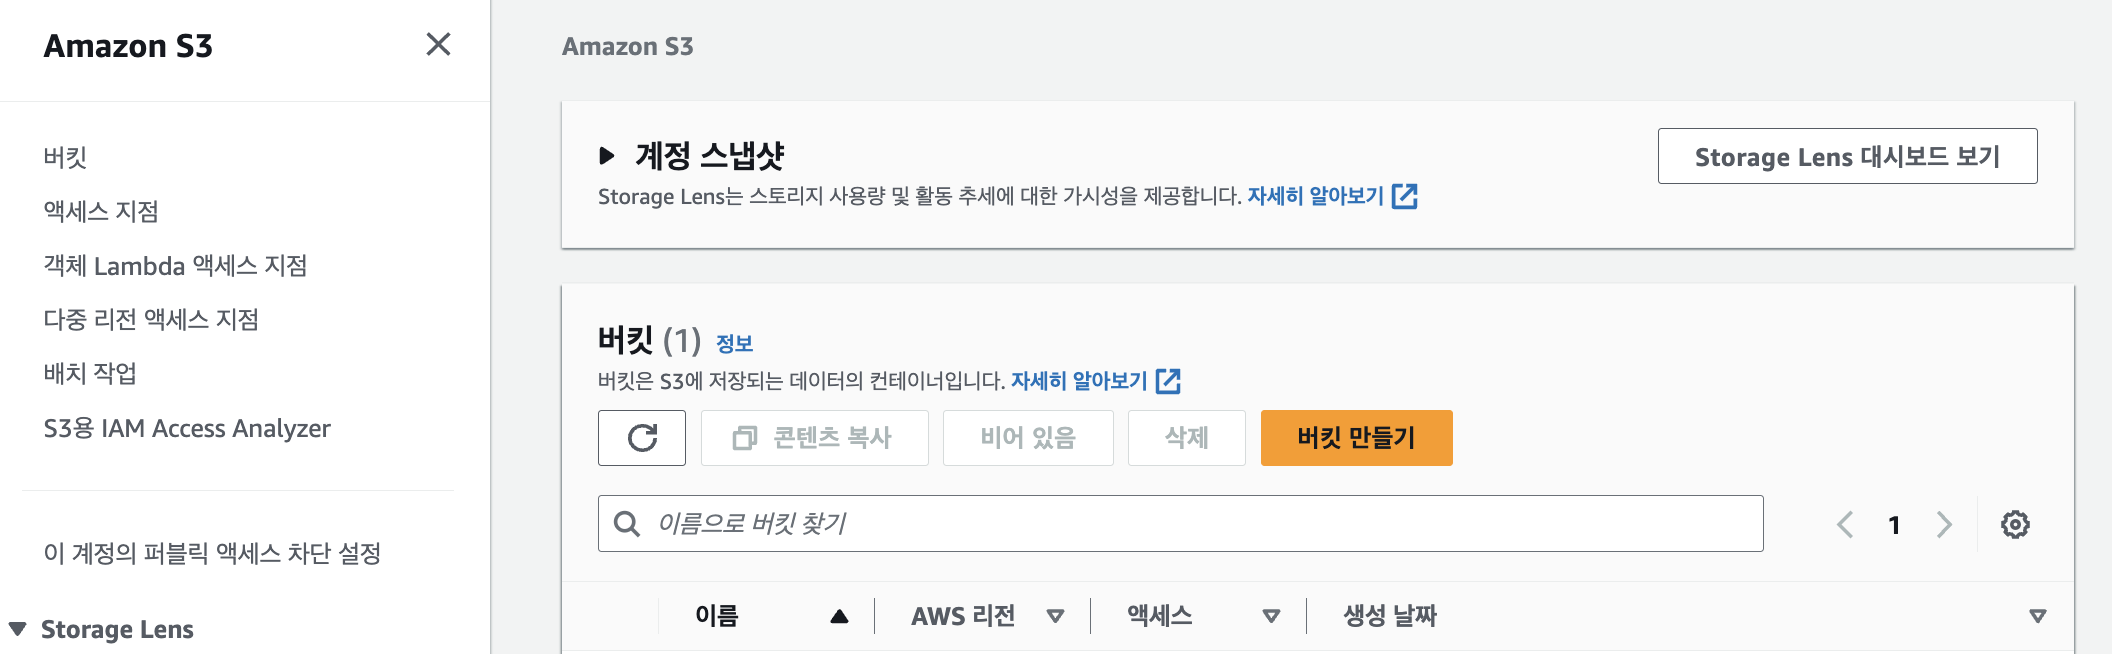 Amazon S3
버킷
액세스 지점
객체 Lambda 액세스 지점
다중 리전 액세스 지점
배치 작업
S3용 IAM Access Analyzer
이 계정의 퍼블릭 액세스 차단 설정
Storage Lens
Amazon S3
계정 스냅샷
Storage Lens 대시보드 보기
Storage Lens는 스토리지 사용량 및 활동 추세에 대한 가시성을 제공합니다. 자세히 알아보기
버킷 (1) 정보
버킷은 S3에 저장되는 데이터의 컨테이너입니다. 자세히 알아보기
콘텐츠 복사 비어 있음 삭제 버킷 만들기
이름으로 버킷 찾기 1
이름 AWS 리전 액세스 생성 날짜